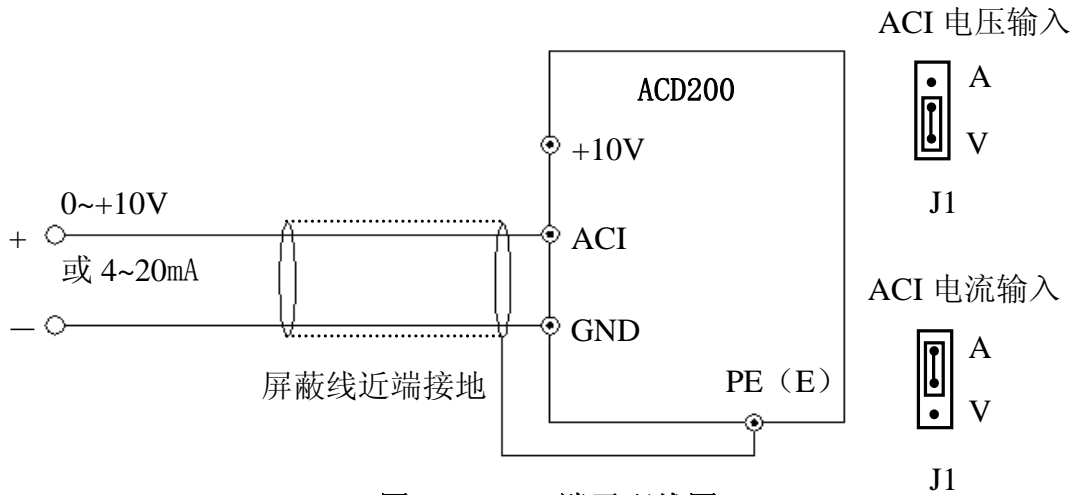 ACI 电压输入
A
V
J1
ACD200
+10V
0~+10V
+
ACI
或 4~20mA
ACI 电流输入
－
GND
A
V
J1
屏蔽线近端接地
PE（E）